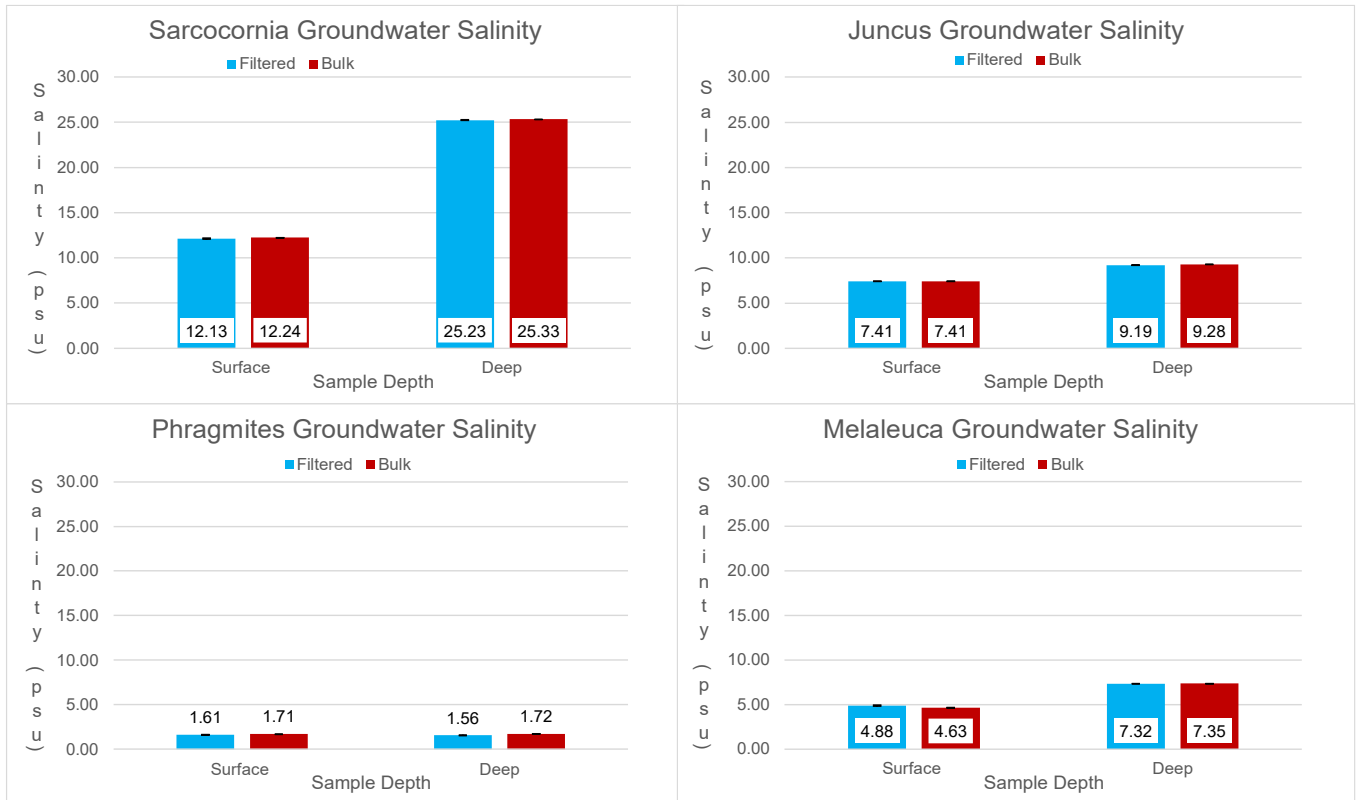 Sarcocornia Groundwater Salinity
Filtered Bulk
Salinty (psu)
30.00
25.00
20.00
15.00
10.00
5.00
0.00
12.13 12.24 25.23 25.33
Surface Deep
Sample Depth
Juncus Groundwater Salinity
Filtered Bulk
Salinty (psu)
30.00
25.00
20.00
15.00
10.00
5.00
0.00
7.41 7.41 9.19 9.28
Surface Deep
Sample Depth
Phragmites Groundwater Salinity
Filtered Bulk
Salinty (psu)
30.00
25.00
20.00
15.00
10.00
5.00
0.00
1.61 1.71 1.56 1.72
Surface Deep
Sample Depth
Melaleuca Groundwater Salinity
Filtered Bulk
Salinty (psu)
30.00
25.00
20.00
15.00
10.00
5.00
0.00
4.88 4.63 7.32 7.35
Surface Deep
Sample Depth